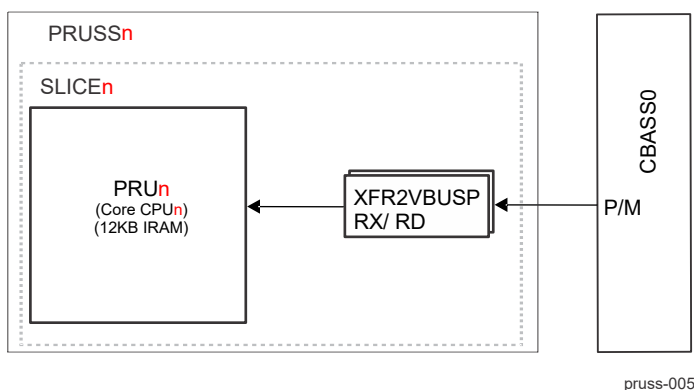 PRUSSn
SLICEn
PRUn
(Core CPUn)
(12KB IRAM)
XFR2VBUSP
RX/ RD
CBASS0
P/M
pruss-005